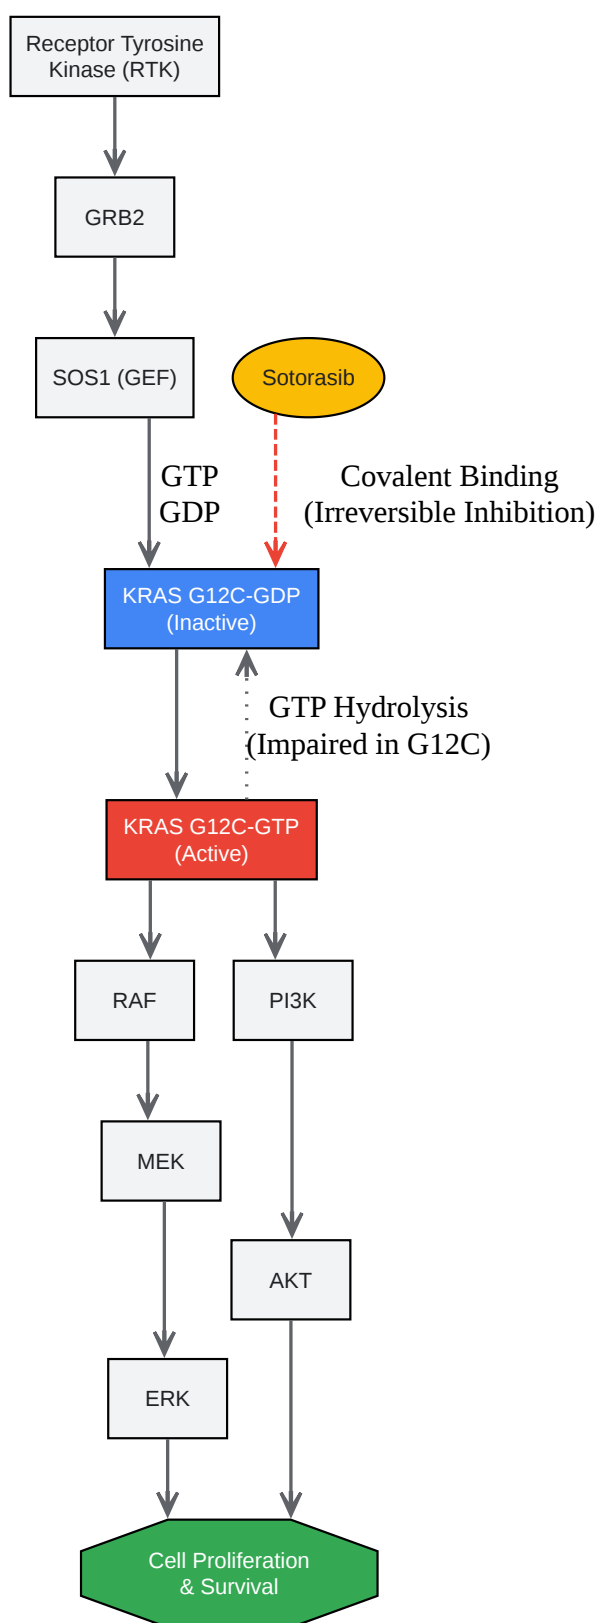 Receptor Tyrosine
Kinase (RTK)
GRB2
SOS1 (GEF)
Sotorasib
GTP
GDP
Covalent Binding
(Irreversible Inhibition)
KRAS G12C-GDP
(Inactive)
GTP Hydrolysis
(Impaired in G12C)
KRAS G12C-GTP
(Active)
RAF
PI3K
MEK
AKT
ERK
Cell Proliferation
& Survival